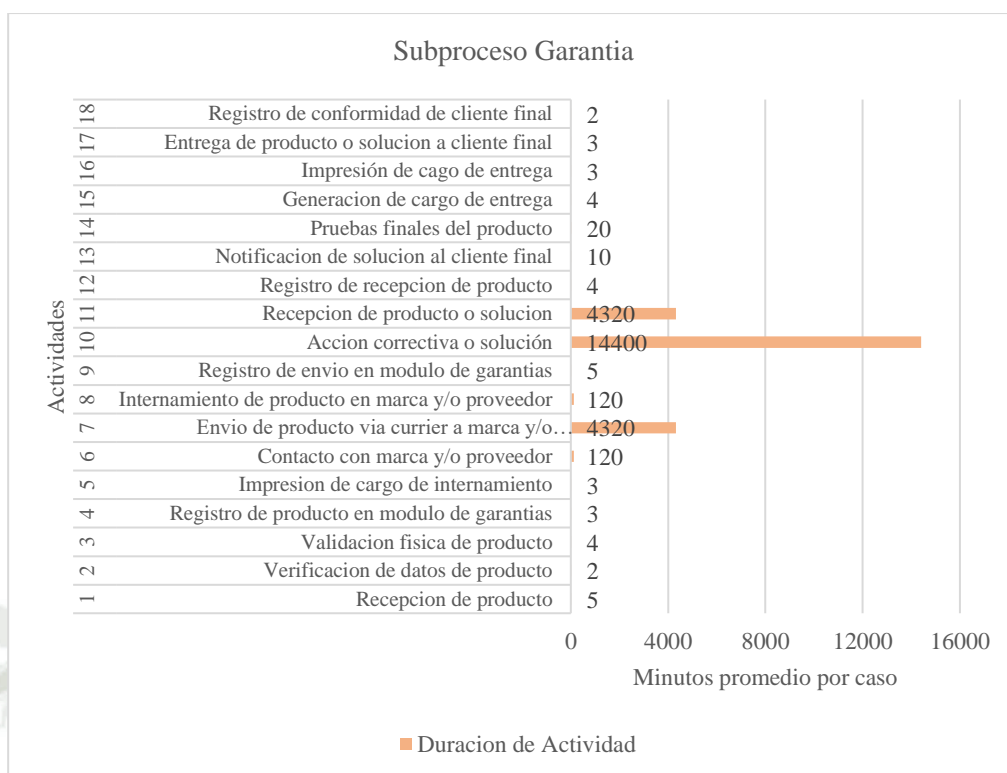 Subproceso Garantia
Actividades
18 Registro de conformidad de cliente final 2
17 Entrega de producto o solucion a cliente final 3
16 Impresión de cago de entrega 3
15 Generacion de cargo de entrega 4
14 Pruebas finales del producto 20
13 Notificacion de solucion al cliente final 10
12 Registro de recepcion de producto 4
11 Recepcion de producto o solucion 4320
10 Accion correctiva o solución 14400
9 Registro de envio en modulo de garantias 5
8 Internamiento de producto en marca y/o proveedor 120
7 Envio de producto via currier a marca y/o… 4320
6 Contacto con marca y/o proveedor 120
5 Impresion de cargo de internamiento 3
4 Registro de producto en modulo de garantias 3
3 Validacion fisica de producto 4
2 Verificacion de datos de producto 2
1 Recepcion de producto 5
0 4000 8000 12000 16000
Minutos promedio por caso
Duracion de Actividad